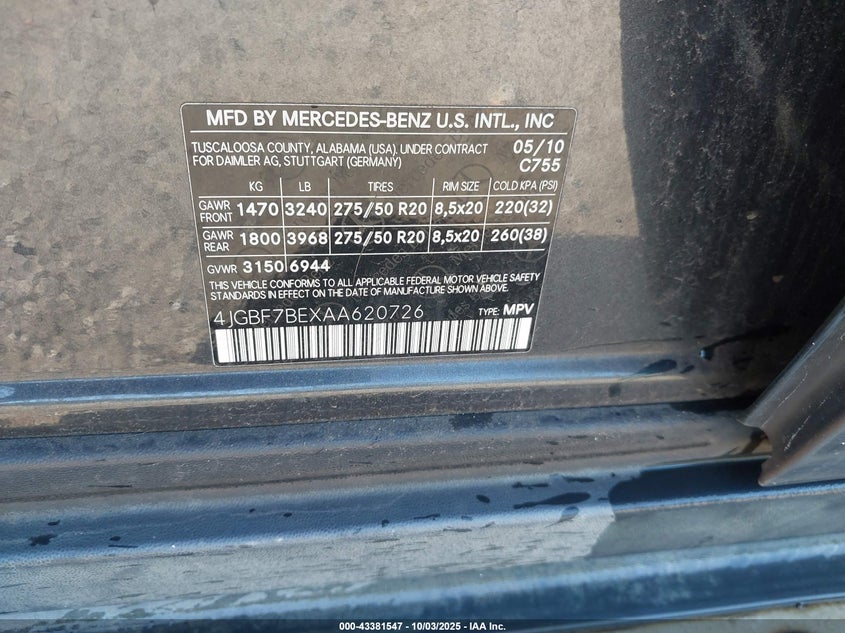 MFD BY MERCEDES-BENZ U.S. INTL., INC
TUSCALOOSA COUNTY, ALABAMA (USA). UNDER CONTRACT 05/10
FOR DAIMLER AG, STUTTGART (GERMANY) C755
KG LB TIRES RIM SIZE COLD KPA (PSI)
GAWR FRONT 1470 3240 275/50 R20 8,5x20 220(32)
GAWR REAR 1800 3968 275/50 R20 8,5x20 260(38)
GVWR 3150 6944
THIS VEHICLE CONFORMS TO ALL APPLICABLE FEDERAL MOTOR VEHICLE SAFETY
STANDARDS IN EFFECT ON THE DATE OF MANUFACTURE SHOWN ABOVE.
4JGBF7BEXAA620726 TYPE: MPV
000-43381547 - 10/03/2025 - IAA Inc.